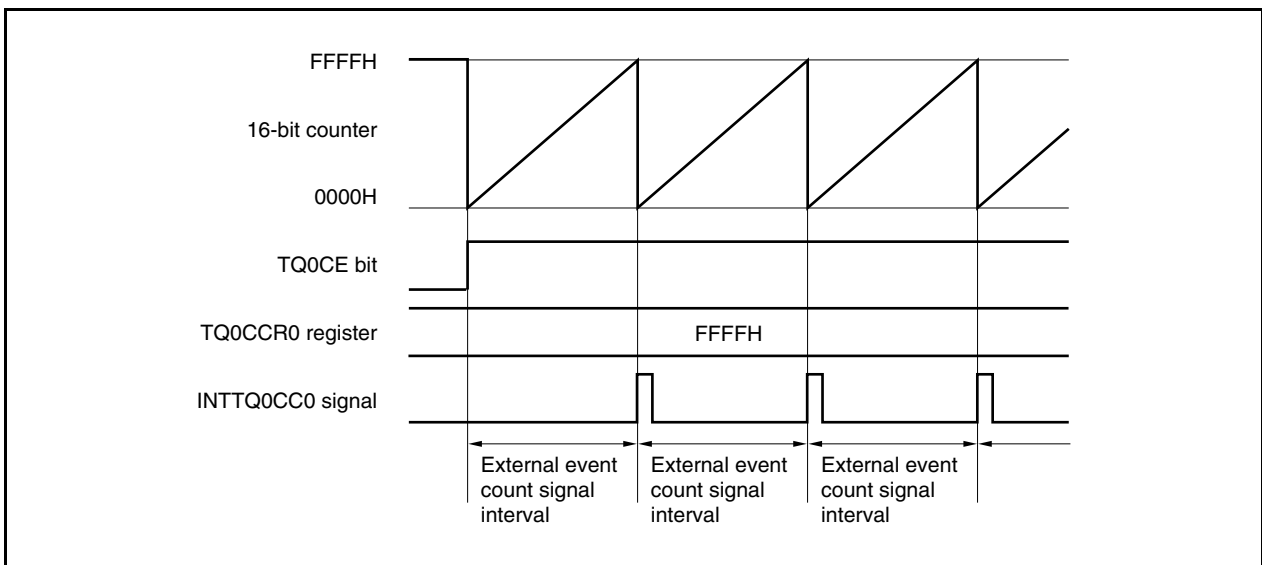 FFFFH
16-bit counter
0000H
TQ0CE bit
TQ0CCR0 register
FFFFH
INTTQ0CC0 signal
External event
count signal
interval
External event
count signal
interval
External event
count signal
interval